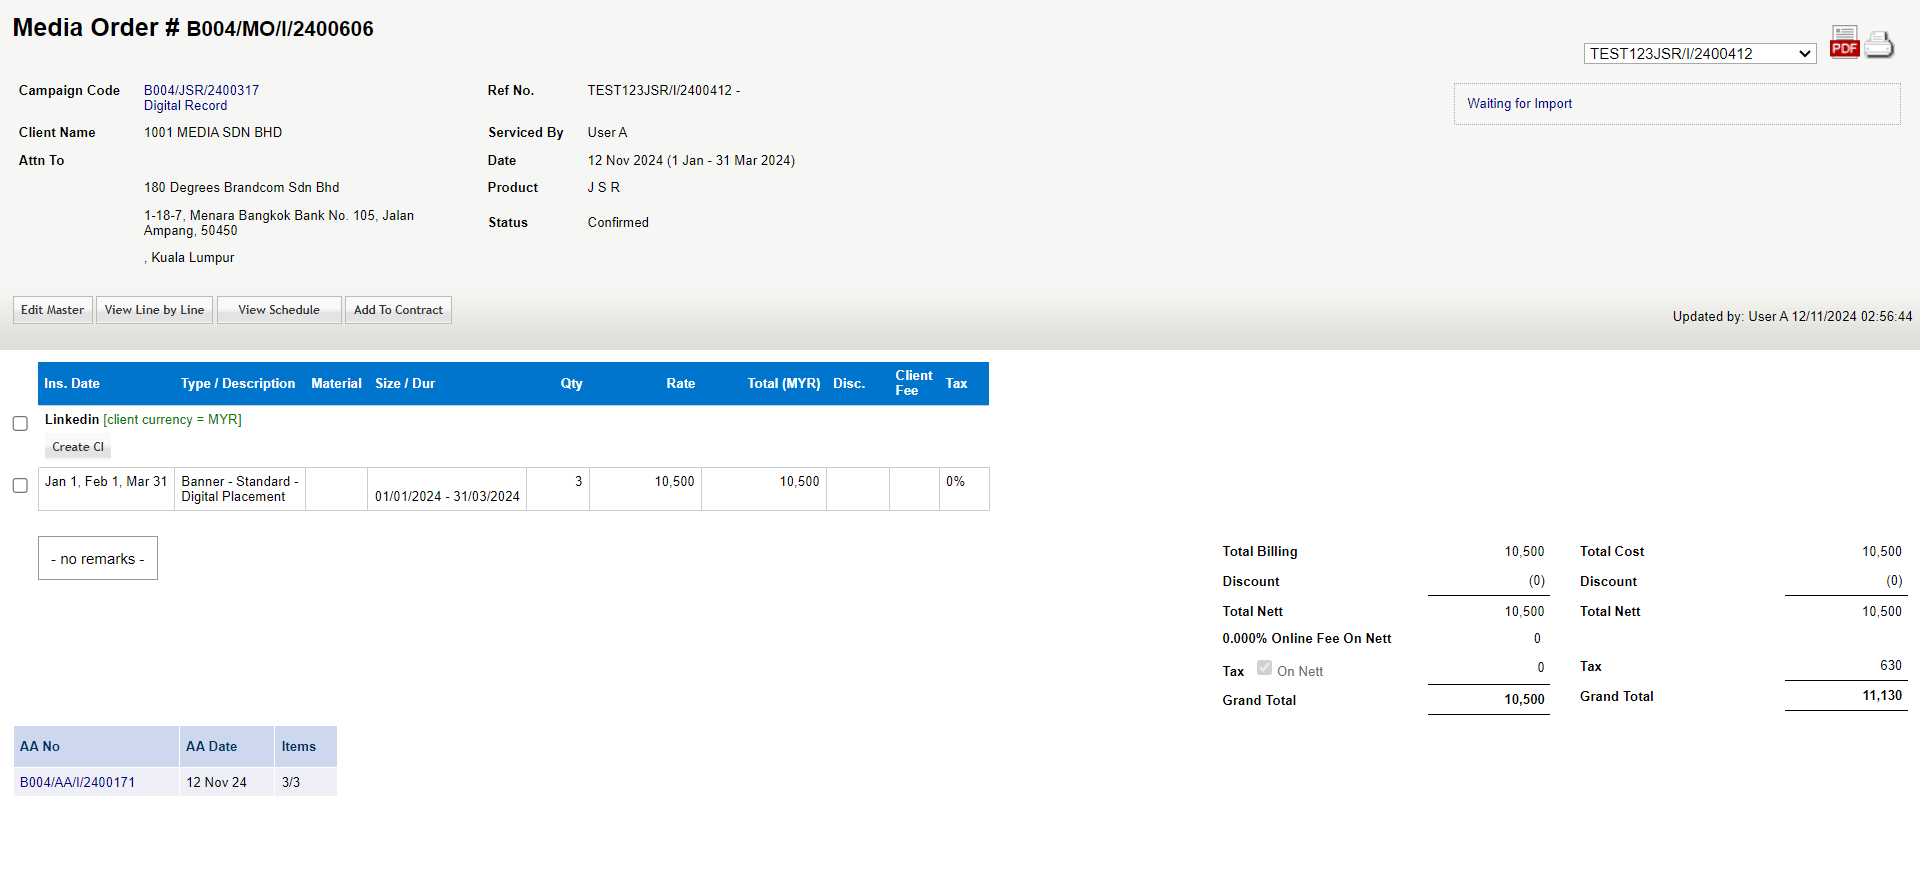 Media Order # B004/MO/I/2400606
TEST123JSR/I/2400412
PDF
Campaign Code B004/JSR/2400317
Digital Record
Ref No. TEST123JSR/I/2400412 -
Waiting for Import
Client Name 1001 MEDIA SDN BHD
Serviced By User A
Attn To
Date 12 Nov 2024 (1 Jan - 31 Mar 2024)
180 Degrees Brandcom Sdn Bhd
Product J S R
1-18-7, Menara Bangkok Bank No. 105, Jalan
Ampang, 50450
Status Confirmed
, Kuala Lumpur
Edit Master View Line by Line View Schedule Add To Contract
Updated by: User A 12/11/2024 02:56:44
Ins. Date Type / Description Material Size / Dur Qty Rate Total (MYR) Disc. Client Fee Tax
Linkedin [client currency = MYR]
Create CI
Jan 1, Feb 1, Mar 31 Banner - Standard - 3 10,500 10,500 0%
Digital Placement 01/01/2024 - 31/03/2024
- no remarks -
Total Billing 10,500 Total Cost 10,500
Discount (0) Discount (0)
Total Nett 10,500 Total Nett 10,500
0.000% Online Fee On Nett 0
Tax On Nett 0 Tax 630
Grand Total 10,500 Grand Total 11,130
AA No AA Date Items
B004/AA/I/2400171 12 Nov 24 3/3